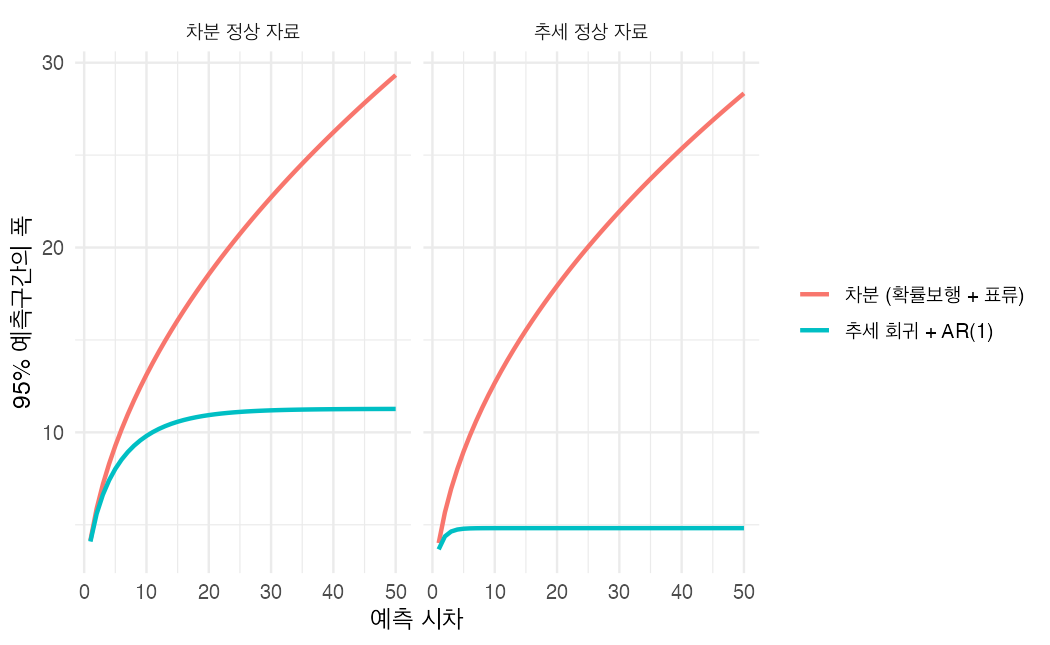 차분 정상 자료
추세 정상 자료
30
20
10
95% 예측구간의 폭
0 10 20 30 40 50
0 10 20 30 40 50
예측 시차
차분 (확률보행 + 표류)
추세 회귀 + AR(1)